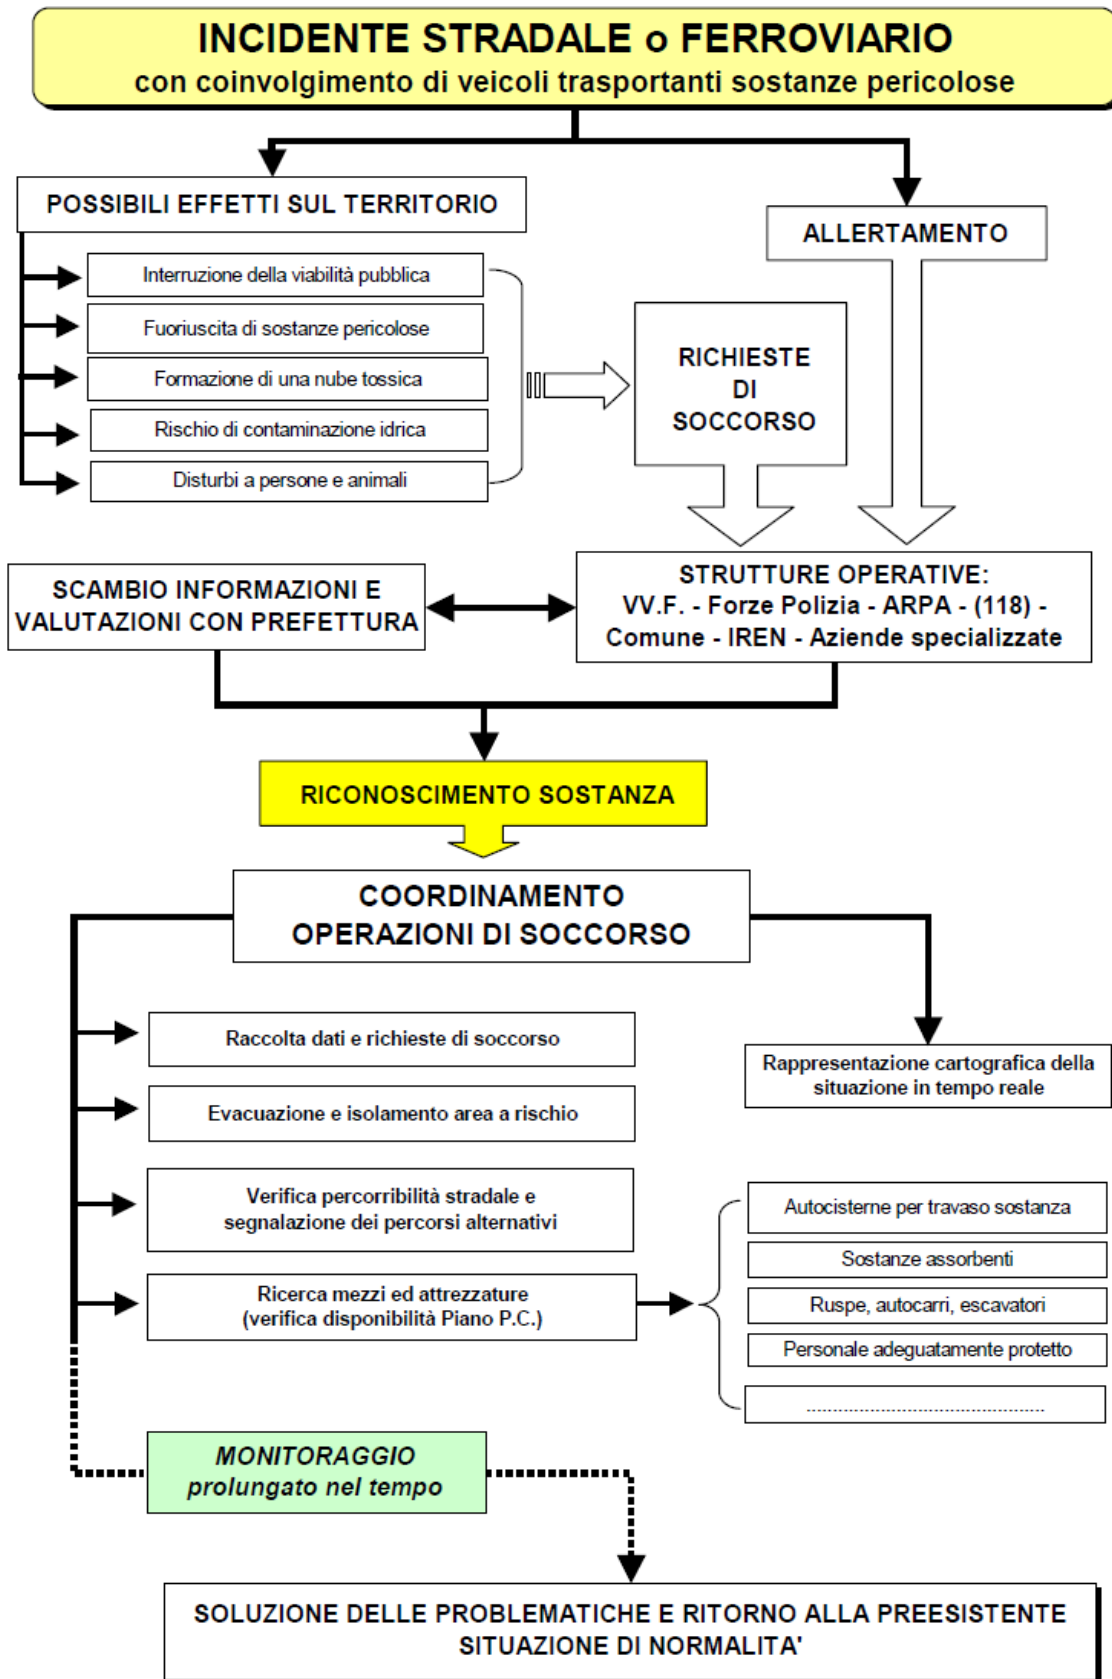 INCIDENTE STRADALE o FERROVIARIO
con coinvolgimento di veicoli trasportanti sostanze pericolose
POSSIBILI EFFETTI SUL TERRITORIO
ALLERTAMENTO
Interruzione della viabilità pubblica
Fuoriuscita di sostanze pericolose
Formazione di una nube tossica
Rischio di contaminazione idrica
Disturbi a persone e animali
RICHIESTE
DI
SOCCORSO
SCAMBIO INFORMAZIONI E
VALUTAZIONI CON PREFETTURA
STRUTTURE OPERATIVE:
VV.F. - Forze Polizia - ARPA - (118) -
Comune - IREN - Aziende specializzate
RICONOSCIMENTO SOSTANZA
COORDINAMENTO
OPERAZIONI DI SOCCORSO
Raccolta dati e richieste di soccorso
Evacuazione e isolamento area a rischio
Verifica percorribilità stradale e
segnalazione dei percorsi alternativi
Ricerca mezzi ed attrezzature
(verifica disponibilità Piano P.C.)
Rappresentazione cartografica della
situazione in tempo reale
Autocisterne per travaso sostanza
Sostanze assorbenti
Ruspe, autocarri, escavatori
Personale adeguatamente protetto
..............................................
MONITORAGGIO
prolungato nel tempo
SOLUZIONE DELLE PROBLEMATICHE E RITORNO ALLA PREESISTENTE
SITUAZIONE DI NORMALITA'